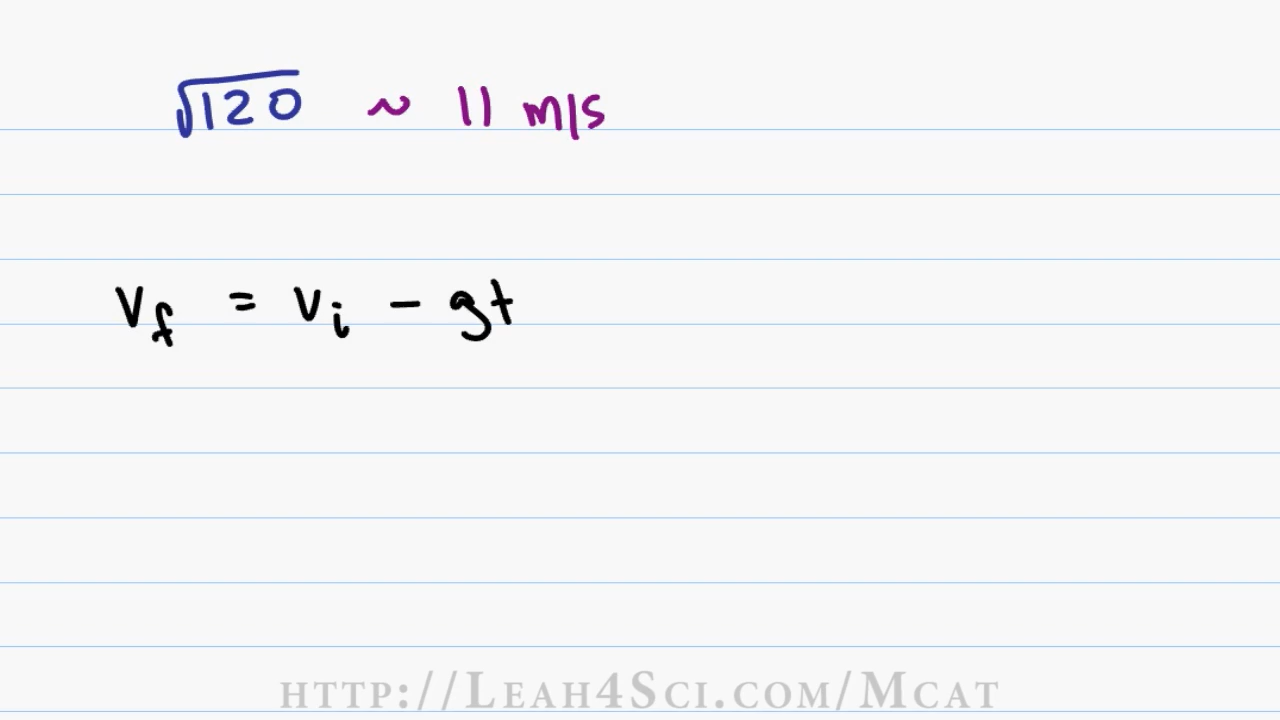 √120 ~ 11 m/s
vf = vi - gt
http://Leah4Sci.com/Mcat